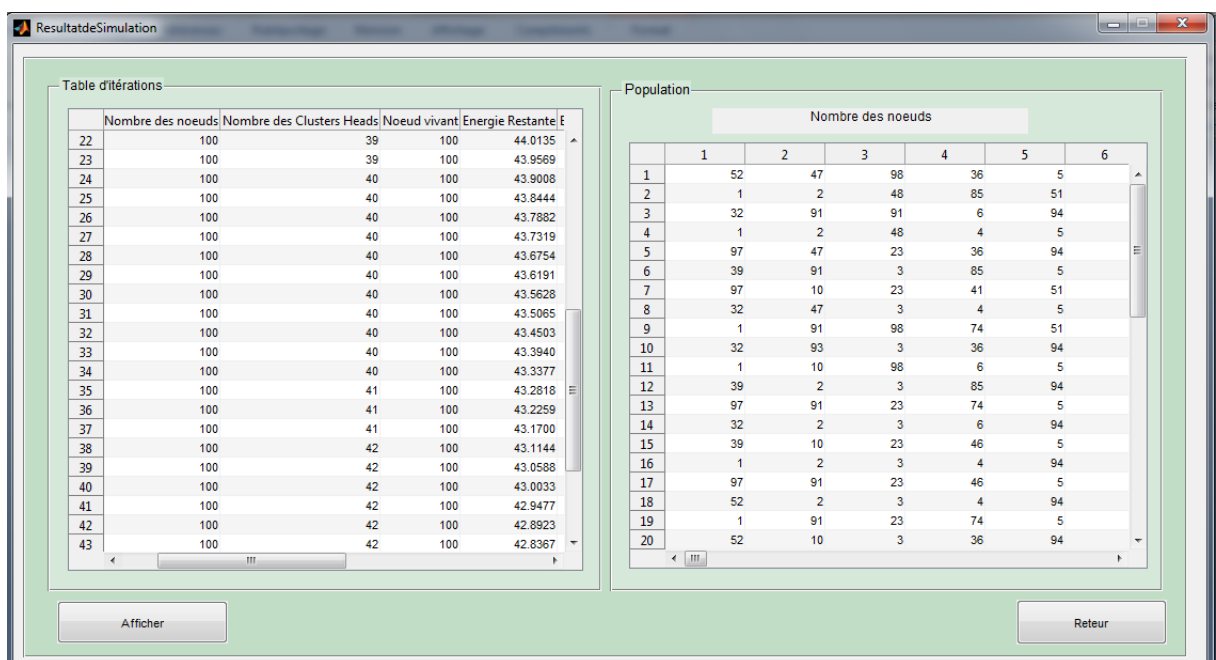 ResultatdeSimulation
Table d'itérations
Nombre des noeuds Nombre des Clusters Heads Noeud vivant Energie Restante E
22 100 39 100 44.0135
23 100 39 100 43.9569
24 100 40 100 43.9008
25 100 40 100 43.8444
26 100 40 100 43.7882
27 100 40 100 43.7319
28 100 40 100 43.6754
29 100 40 100 43.6191
30 100 40 100 43.5628
31 100 40 100 43.5065
32 100 40 100 43.4503
33 100 40 100 43.3940
34 100 40 100 43.3377
35 100 41 100 43.2818
36 100 41 100 43.2259
37 100 41 100 43.1700
38 100 42 100 43.1144
39 100 42 100 43.0588
40 100 42 100 43.0033
41 100 42 100 42.9477
42 100 42 100 42.8923
43 100 42 100 42.8367
Population
Nombre des noeuds
1 2 3 4 5 6
1 52 47 98 36 5
2 1 2 48 85 51
3 32 91 91 6 94
4 1 2 48 4 5
5 97 47 23 36 94
6 39 91 3 85 5
7 97 10 23 41 51
8 32 47 3 4 5
9 1 91 98 74 51
10 32 93 3 36 94
11 1 10 98 6 5
12 39 2 3 85 94
13 97 91 23 74 5
14 32 2 3 6 94
15 39 10 23 46 5
16 1 2 3 4 94
17 97 91 23 46 5
18 52 2 3 4 94
19 1 91 23 74 5
20 52 10 3 36 94
Afficher
Reteur